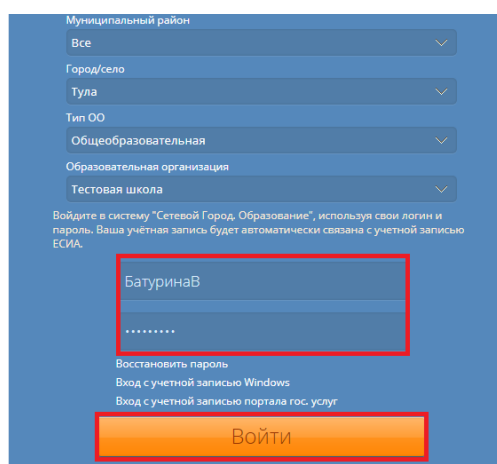 Муниципальный район
Все
Город/село
Тула
Тип ОО
Общеобразовательная
Образовательная организация
Тестовая школа
Войдите в систему "Сетевой Город. Образование", используя свои логин и
пароль. Ваша учётная запись будет автоматически связана с учетной записью
ЕСИА.
БатуринаВ
•••••••••
Восстановить пароль
Вход с учетной записью Windows
Вход с учетной записью портала гос. услуг
Войти